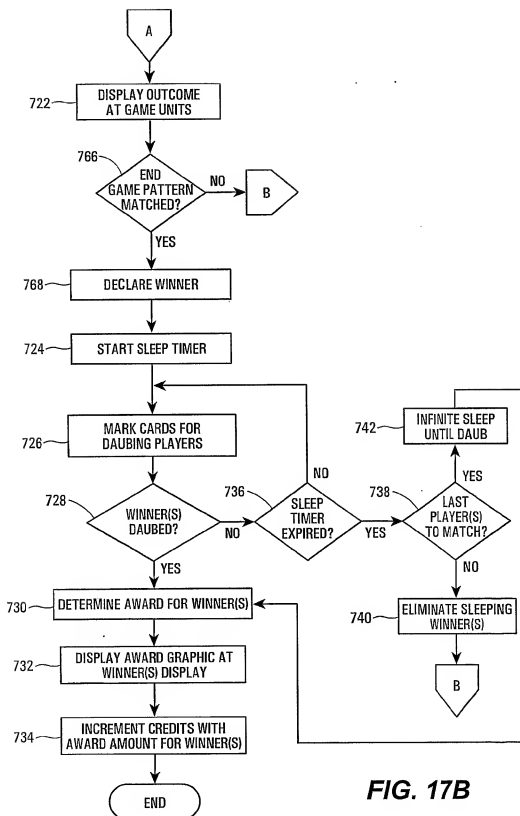 A
722
DISPLAY OUTCOME
AT GAME UNITS
766
END
GAME PATTERN
MATCHED?
NO
B
YES
768
DECLARE WINNER
724
START SLEEP TIMER
726
MARK CARDS FOR
DAUBING PLAYERS
728
WINNER(S)
DAUBED?
NO
YES
736
SLEEP
TIMER
EXPIRED?
NO
YES
738
LAST
PLAYER(S)
TO MATCH?
YES
742
INFINITE SLEEP
UNTIL DAUB
NO
740
ELIMINATE SLEEPING
WINNER(S)
B
730
DETERMINE AWARD FOR WINNER(S)
732
DISPLAY AWARD GRAPHIC AT
WINNER(S) DISPLAY
734
INCREMENT CREDITS WITH
AWARD AMOUNT FOR WINNER(S)
END
FIG. 17B